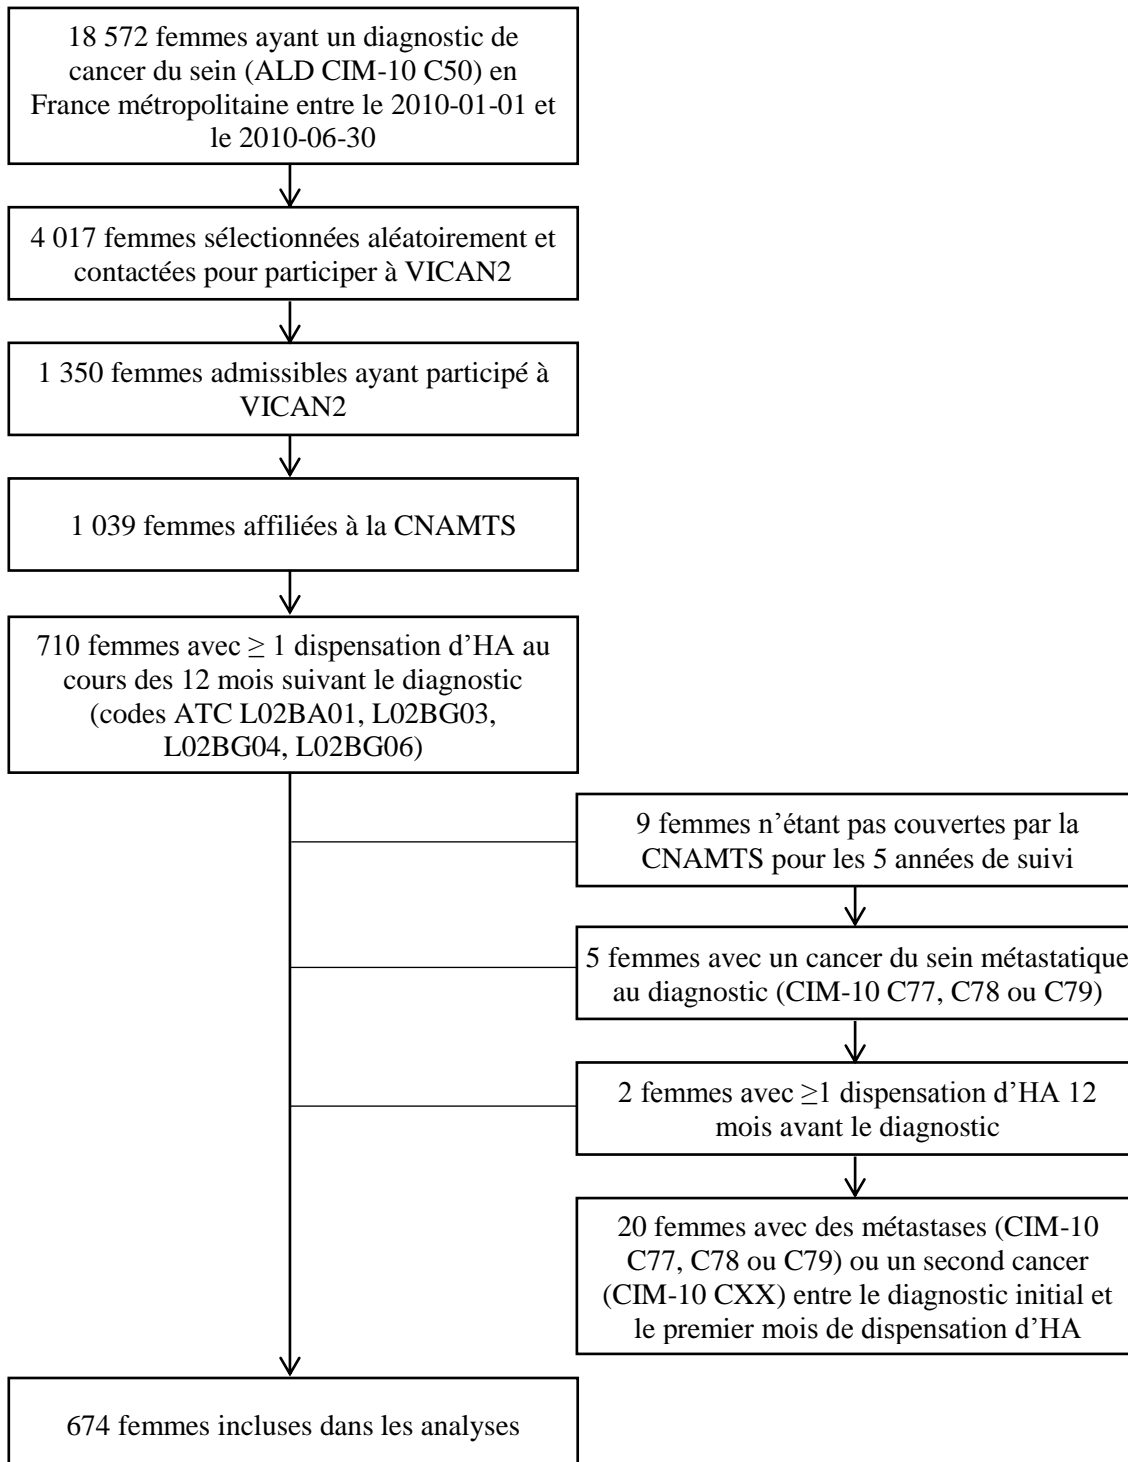 18 572 femmes ayant un diagnostic de
cancer du sein (ALD CIM-10 C50) en
France métropolitaine entre le 2010-01-01 et
le 2010-06-30
4 017 femmes sélectionnées aléatoirement et
contactées pour participer à VICAN2
1 350 femmes admissibles ayant participé à
VICAN2
1 039 femmes affiliées à la CNAMTS
710 femmes avec ≥ 1 dispensation d’HA au
cours des 12 mois suivant le diagnostic
(codes ATC L02BA01, L02BG03,
L02BG04, L02BG06)
9 femmes n’étant pas couvertes par la
CNAMTS pour les 5 années de suivi
5 femmes avec un cancer du sein métastatique
au diagnostic (CIM-10 C77, C78 ou C79)
2 femmes avec ≥1 dispensation d’HA 12
mois avant le diagnostic
20 femmes avec des métastases (CIM-10
C77, C78 ou C79) ou un second cancer
(CIM-10 CXX) entre le diagnostic initial et
le premier mois de dispensation d’HA
674 femmes incluses dans les analyses